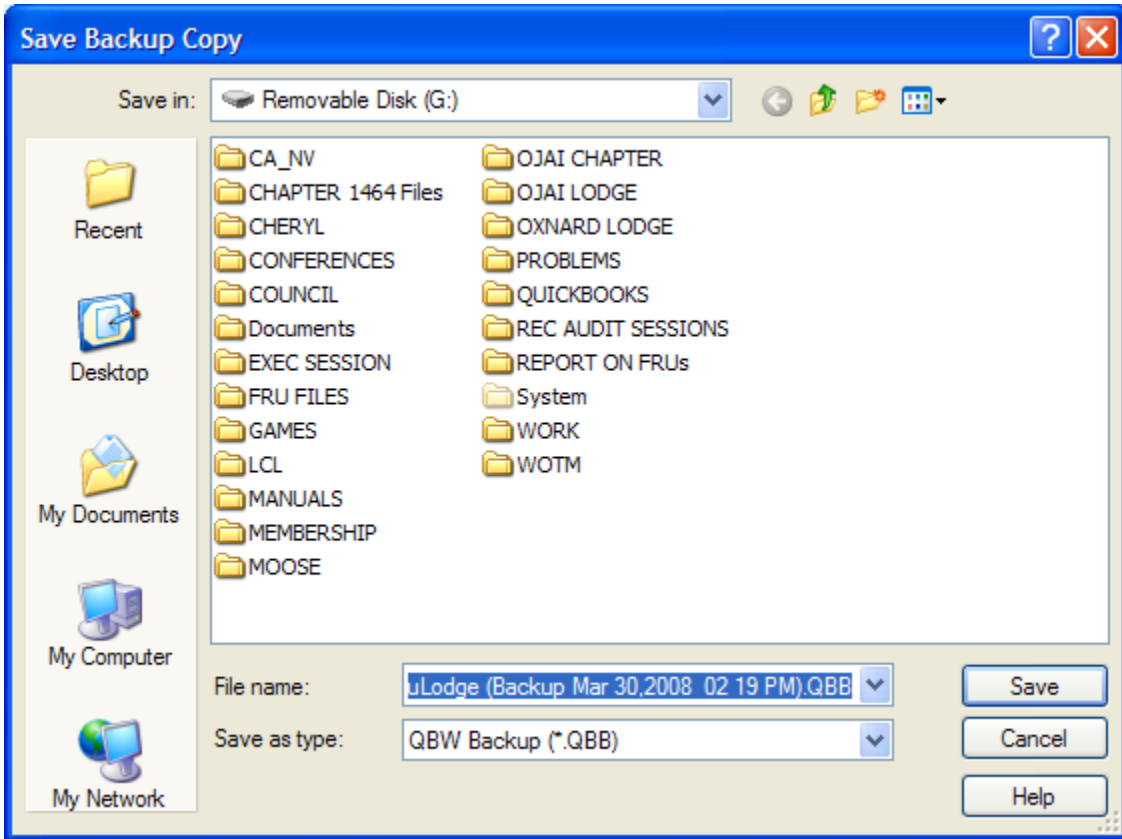 Save Backup Copy
Save in: Removable Disk (G:)
Recent
Desktop
My Documents
My Computer
My Network
CA_NV
CHAPTER 1464 Files
CHERYL
CONFERENCES
COUNCIL
Documents
EXEC SESSION
FRU FILES
GAMES
LCL
MANUALS
MEMBERSHIP
MOOSE
OJAI CHAPTER
OJAI LODGE
OXNARD LODGE
PROBLEMS
QUICKBOOKS
REC AUDIT SESSIONS
REPORT ON FRUs
System
WORK
WOTM
File name: uLodge (Backup Mar 30,2008 02 19 PM).QBB Save
Save as type: QBW Backup (*.QBB) Cancel
Help